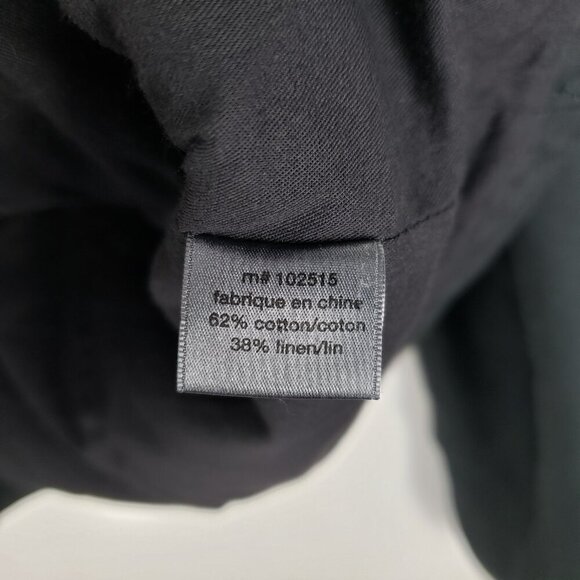 m# 102515
fabrique en chine
62% cotton/coton
38% linen/lin